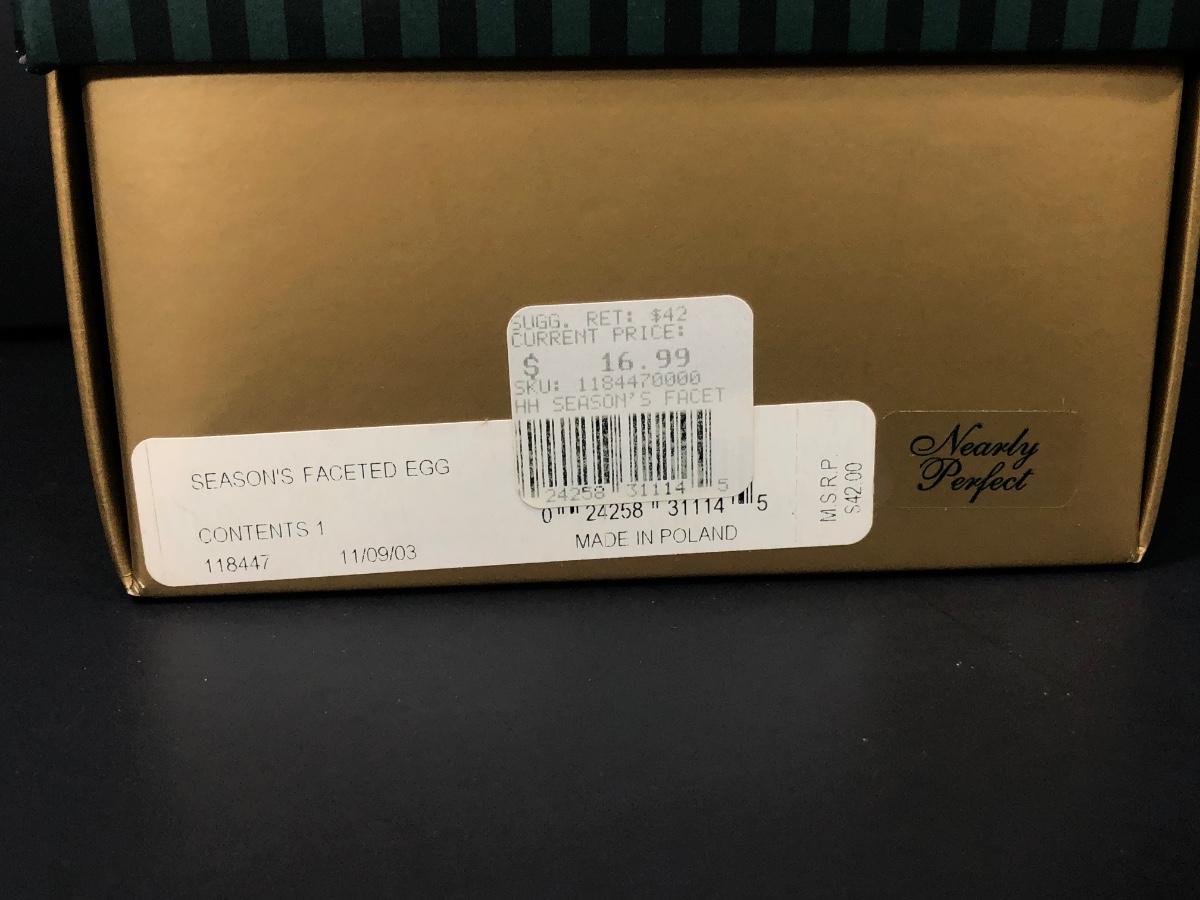 SUGG. RET: $42
CURRENT PRICE:
$ 16.99
SKU: 1184470000
HH SEASON'S FACET
24258 31114 5
SEASON'S FACETED EGG
CONTENTS 1
118447 11/09/03
0 24258 31114 5
MADE IN POLAND
M.S.R.P.
$42.00
Nearly
Perfect